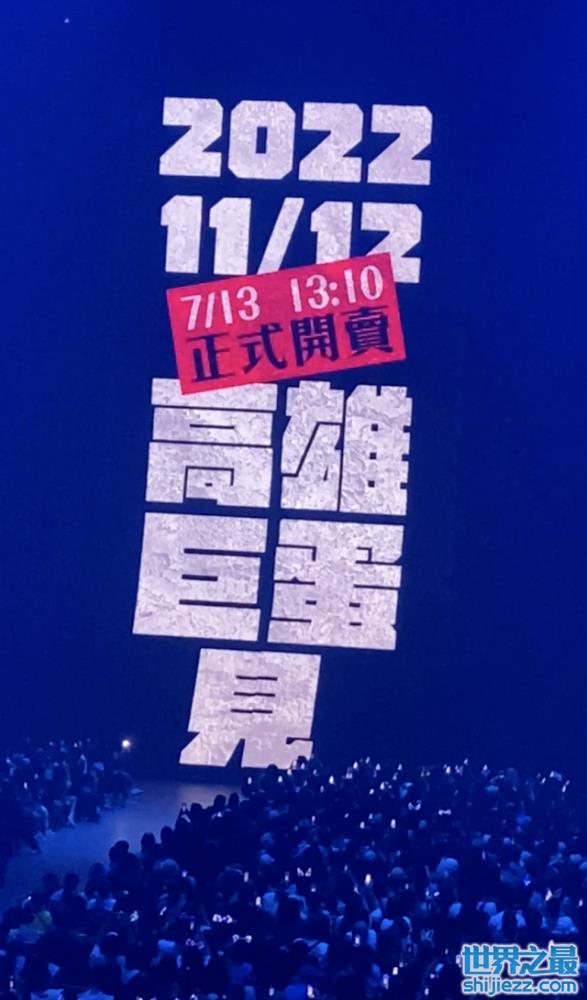 2022
11/12
7/13 13:10
正式開賣
高雄
巨蛋
見
世界之最
shijiezz.com